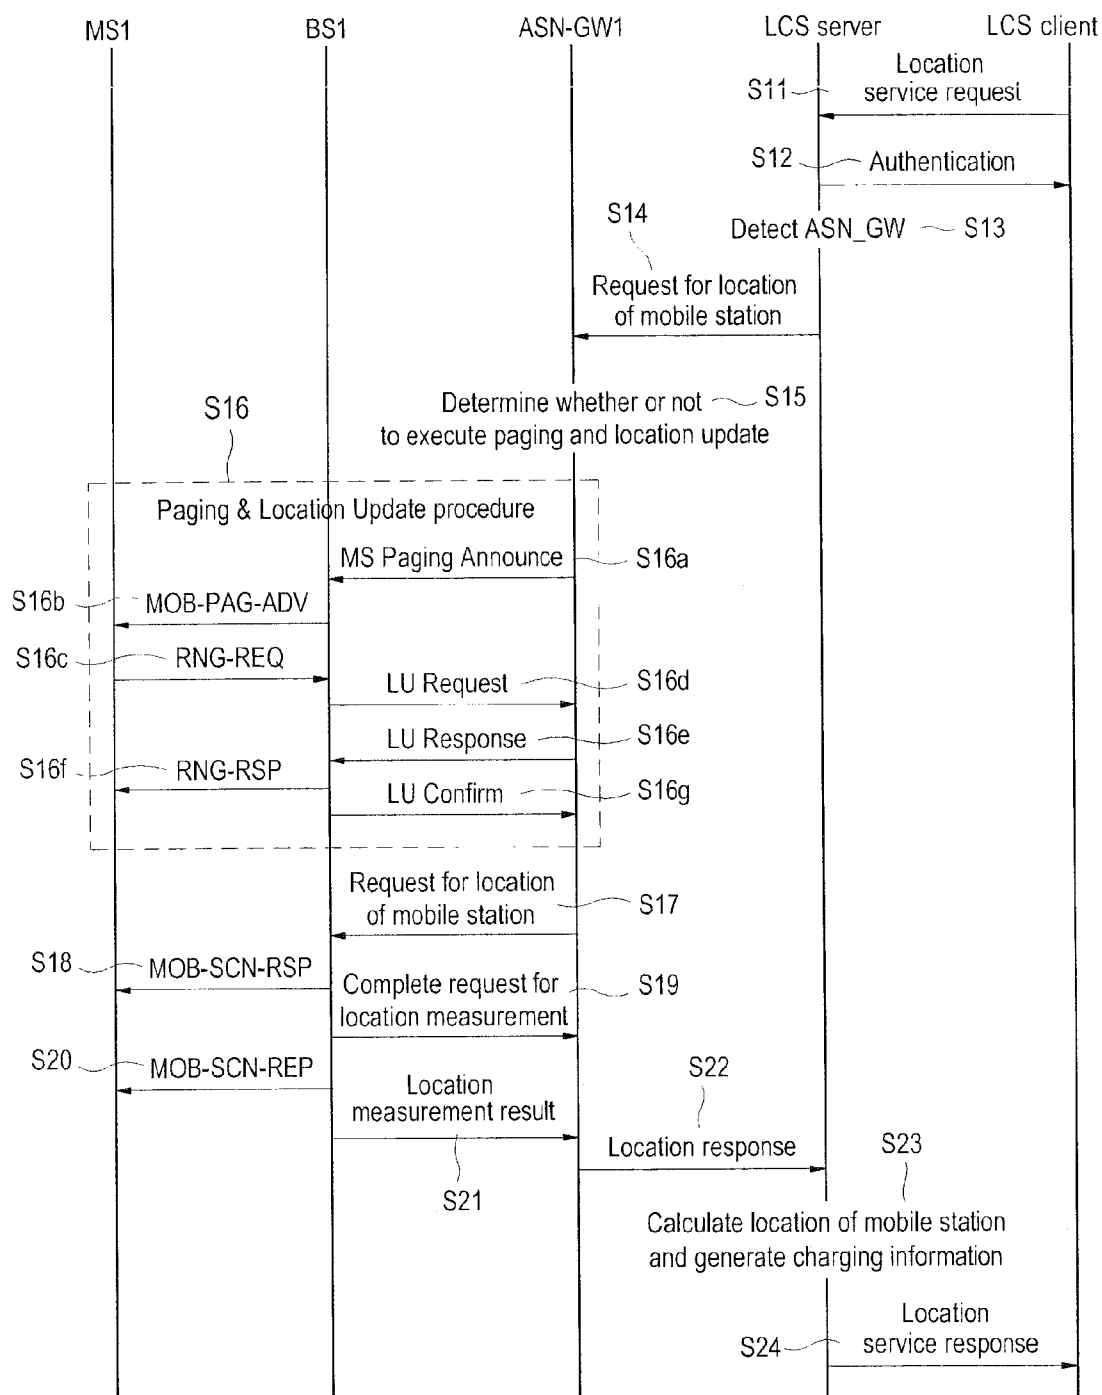 MS1 BS1 ASN-GW1 LCS server LCS client
Location
S11 service request
S12 Authentication
S14
Detect ASN_GW S13
Request for location
of mobile station
S16
Determine whether or not S15
to execute paging and location update
Paging & Location Update procedure
MS Paging Announce S16a
S16b MOB-PAG-ADV
S16c RNG-REQ
LU Request S16d
LU Response S16e
S16f RNG-RSP
LU Confirm S16g
Request for location
of mobile station S17
S18 MOB-SCN-RSP
Complete request for S19
location measurement
S20 MOB-SCN-REP
S22
Location
measurement result
Location response
S23
S21
Calculate location of mobile station
and generate charging information
Location
S24 service response